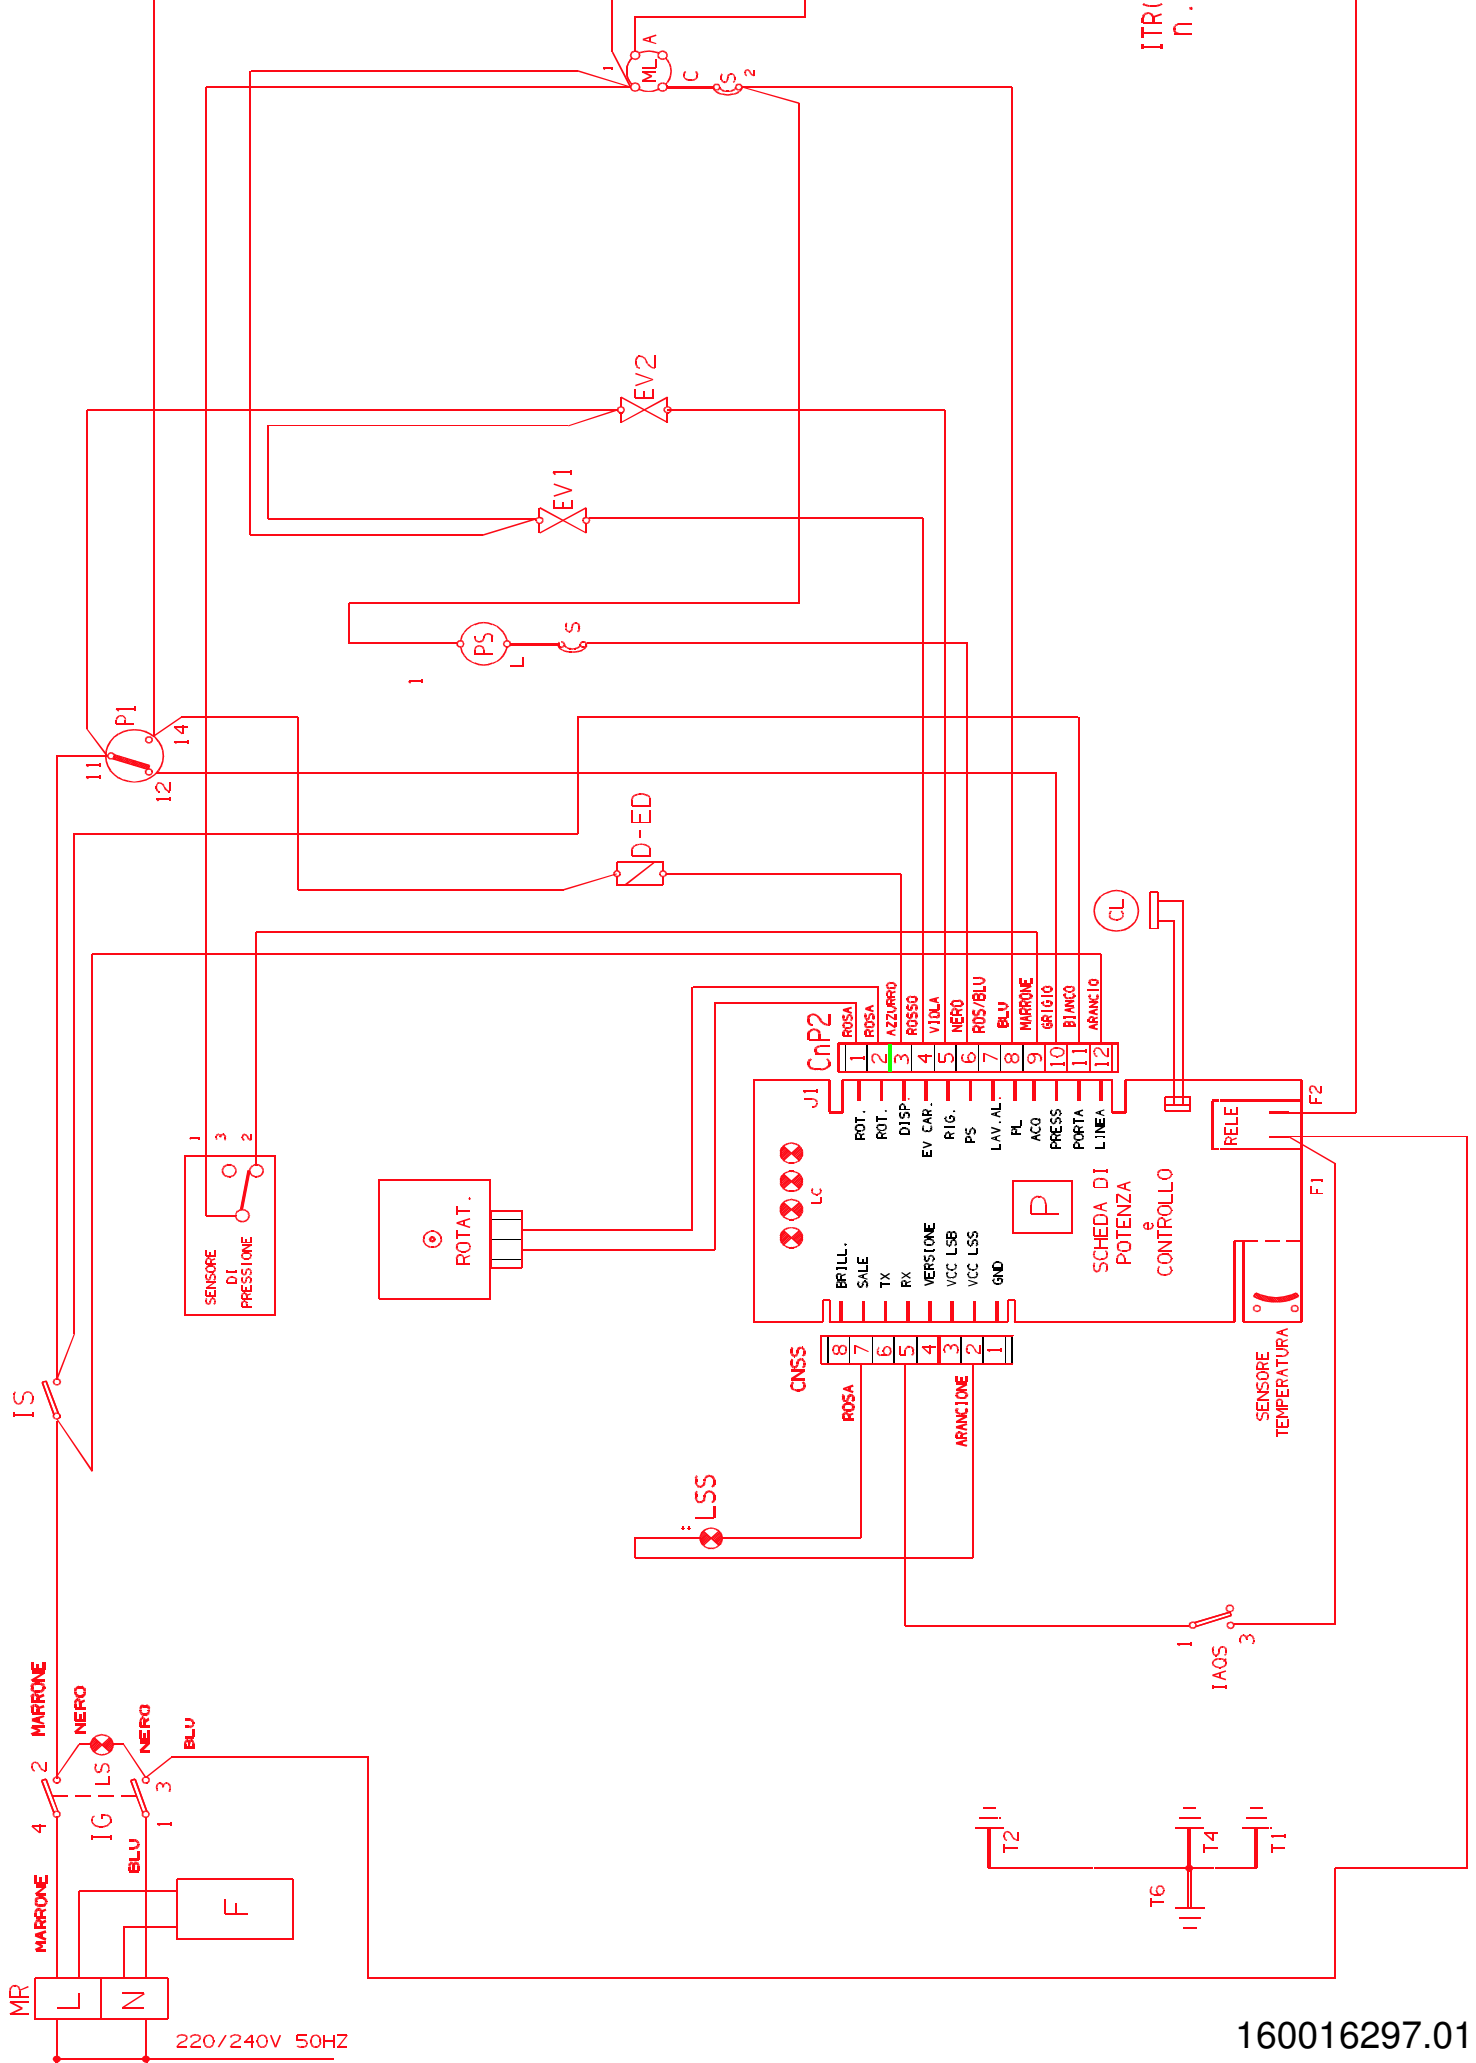 ITR(
n.
1
A
ML
C
S
2
EV2
EV1
PS
L
S
1
P1
11
14
12
D-ED
CL
CnP2
ROSA
ROSA
AZZURRO
ROSSO
VIOLA
NERO
ROS/BLU
BLU
MARRONE
GRIGIO
BIANCO
ARANCIO
1
2
3
4
5
6
7
8
9
10
11
12
J1
ROT.
ROT.
DISP.
EV CAR.
RIG.
PS
LAV.AL.
PL
ACQ
PRESS
PORTA
LINEA
RELE
F2
F1
LC
P
SCHEDA DI
POTENZA
e
CONTROLLO
BRILL.
SALE
TX
RX
VERSIONE
VCC LSB
VCC LSS
GND
CNSS
8
7
6
5
4
3
2
1
ROSA
ARANCIONE
SENSORE
TEMPERATURA
1
3
2
SENSORE
DI
PRESSIONE
ROTAT.
IS
LSS
1
3
IAQS
MARRONE
NERO
NERO
BLU
2
LS
3
4
IG
1
BLU
MARRONE
F
MR
L
N
220/240V 50HZ
T2
T4
T1
T6
160016297.01